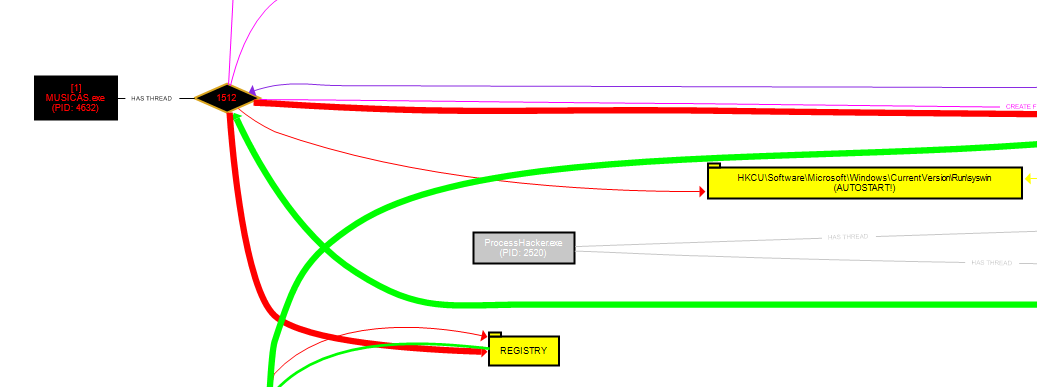 [1]
MUSICAS.exe
(PID: 4632)
HAS THREAD
1512
CREATE F
HKCU\Software\Microsoft\Windows\CurrentVersion\Run\syswin
(AUTOSTART!)
ProcessHacker.exe
(PID: 2520)
HAS THREAD
HAS THREAD
REGISTRY